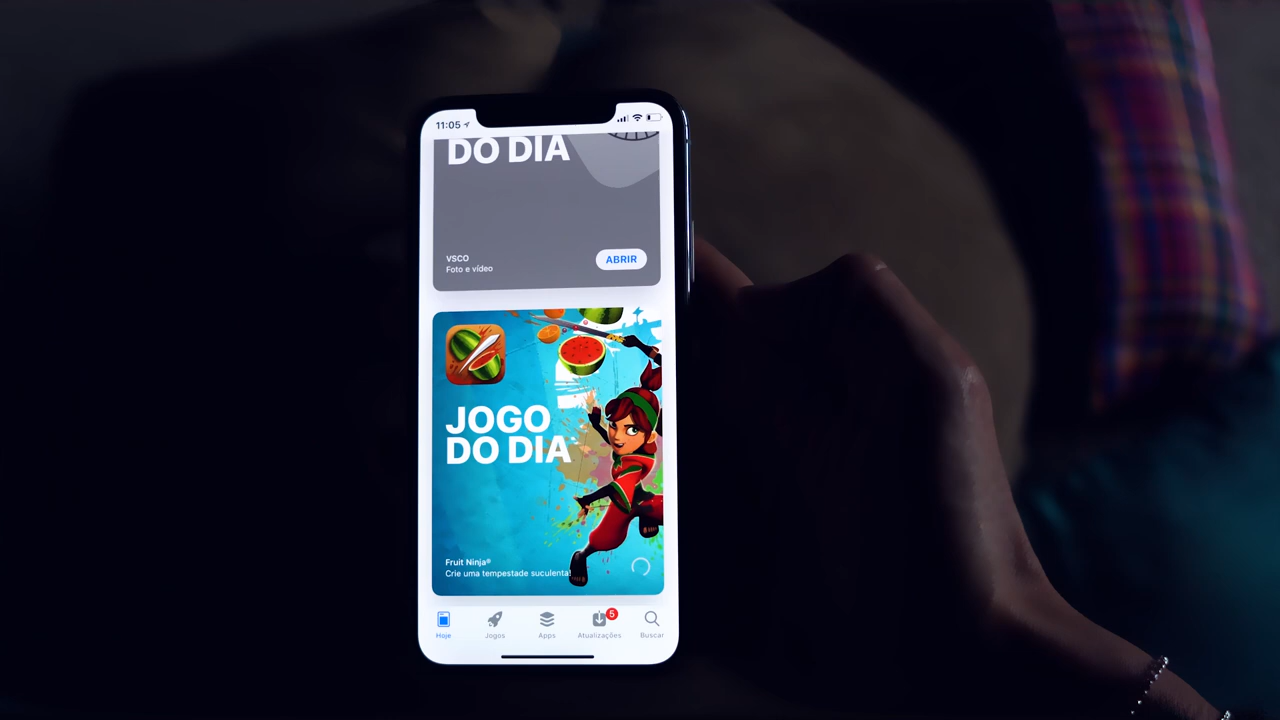 11:05
DO DIA
VSCO
Foto e vídeo
ABRIR
JOGO
DO DIA
Fruit Ninja®
Crie uma tempestade suculenta!
5
Hoje
Jogos
Apps
Atualizações
Buscar